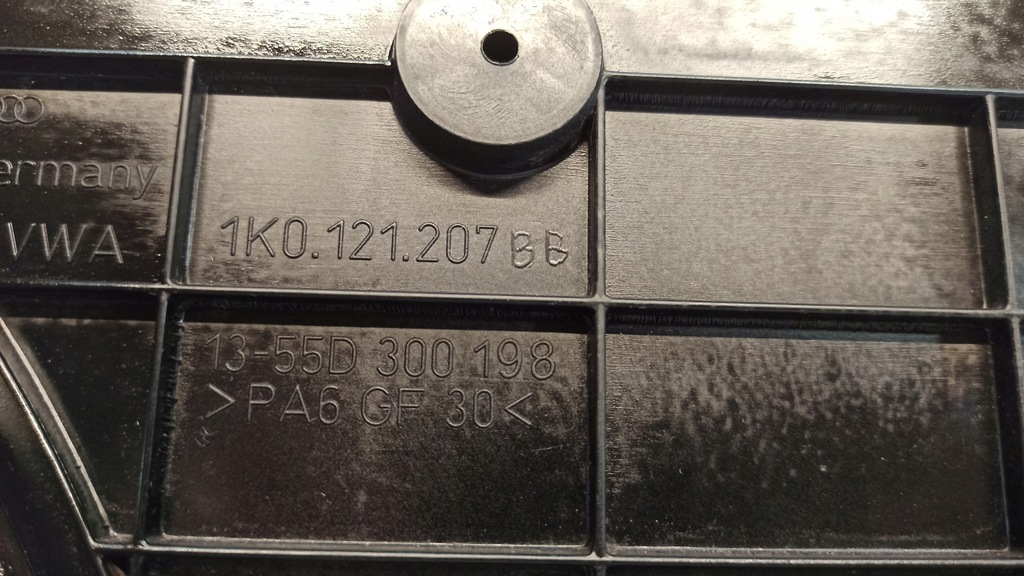 ermany
VWA
1K0.121.207 BB
13-55D 300 198
>PA6 GF 30<